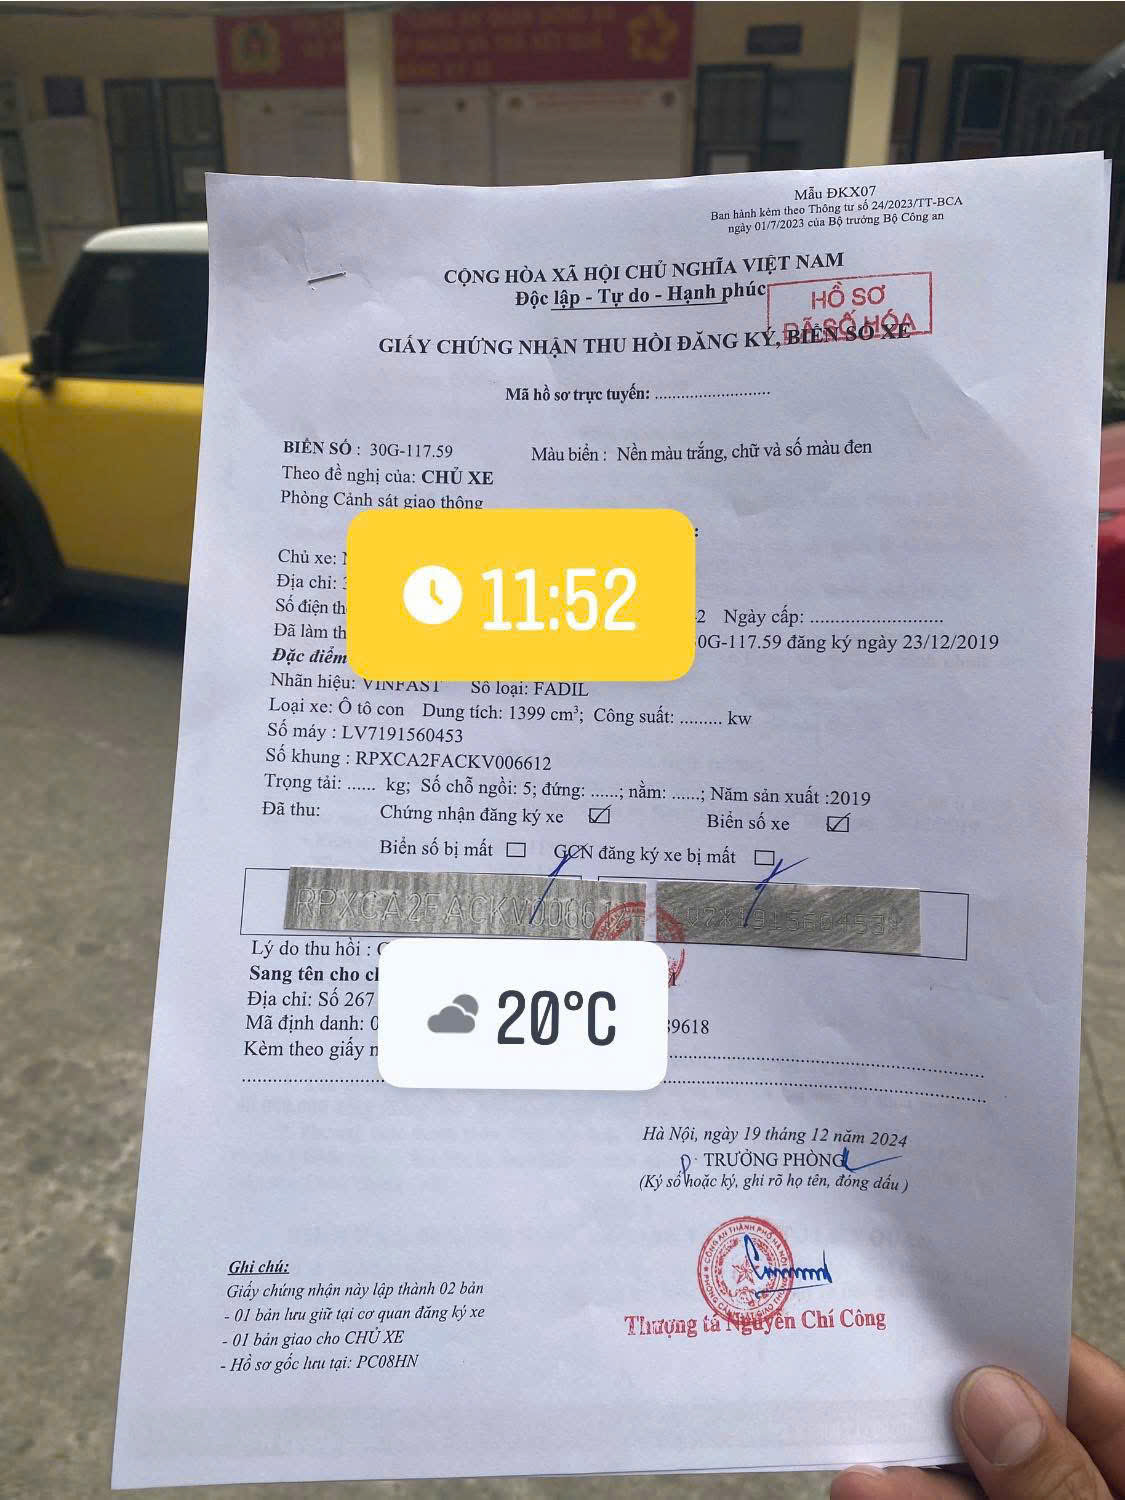 Mẫu ĐKX07
Ban hành kèm theo Thông tư số 24/2023/TT-BCA
ngày 01/7/2023 của Bộ trưởng Bộ Công an
CỘNG HÒA XÃ HỘI CHỦ NGHĨA VIỆT NAM
Độc lập - Tự do - Hạnh phúc
HỒ SƠ
ĐÃ SỐ HÓA
GIẤY CHỨNG NHẬN THU HỒI ĐĂNG KÝ, BIỂN SỐ XE
Mã hồ sơ trực tuyến: ..........................
BIỂN SỐ : 30G-117.59 Màu biển : Nền màu trắng, chữ và số màu đen
Theo đề nghị của: CHỦ XE
Phòng Cảnh sát giao thông
:
Chủ xe:
Địa chỉ:
11:52
Số điện Ngày cấp: ........................
Đã làm 0G-117.59 đăng ký ngày 23/12/2019
Đặc điểm
Nhãn hiệu: VINFAST Số loại: FADIL
Loại xe: Ô tô con Dung tích: 1399 cm³; Công suất: ......... kw
Số máy : LV7191560453
Số khung : RPXCA2FACKV006612
Trọng tải: ...... kg; Số chỗ ngồi: 5; đứng: ......; nằm: ......; Năm sản xuất :2019
Đã thu: Chứng nhận đăng ký xe Biển số xe
Biển số bị mất GCN đăng ký xe bị mất
RPXCA2FACKV00661
Lý do thu hồi :
Sang tên cho
Địa chỉ: Số 267
20°C
Mã định danh: 0 39618
Kèm theo giấy
Hà Nội, ngày 19 tháng 12 năm 2024
P. TRƯỞNG PHÒNG
(Ký số hoặc ký, ghi rõ họ tên, đóng dấu )
CÔNG AN THÀNH PHỐ HÀ NỘI
Thượng tá Nguyễn Chí Công
Ghi chú:
Giấy chứng nhận này lập thành 02 bản
- 01 bản lưu giữ tại cơ quan đăng ký xe
- 01 bản giao cho CHỦ XE
- Hồ sơ gốc lưu tại: PC08HN